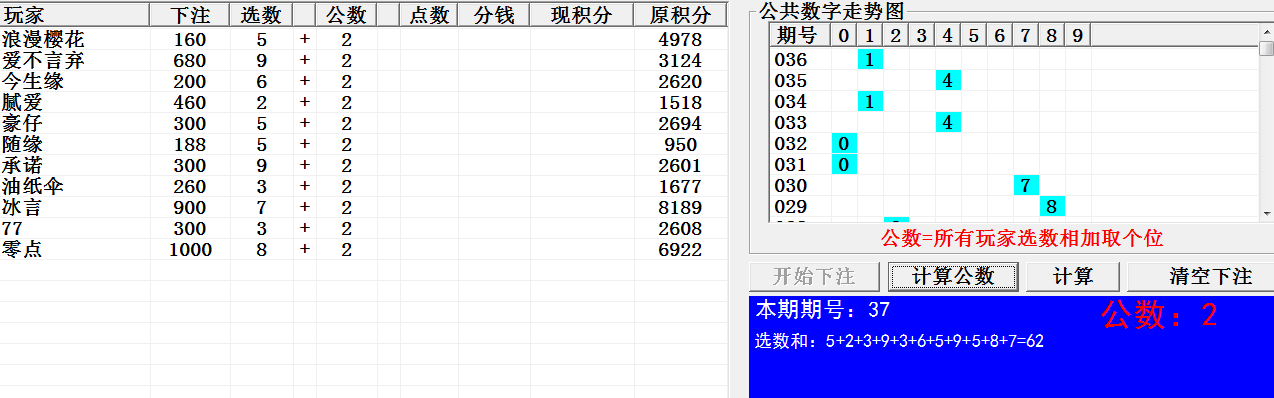 玩家 下注 选数 公数 点数 分钱 现积分 原积分
浪漫樱花 160 5 + 2 4978
爱不言弃 680 9 + 2 3124
今生缘 200 6 + 2 2620
腻爱 460 2 + 2 1518
豪仔 300 5 + 2 2694
随缘 188 5 + 2 950
承诺 300 9 + 2 2601
油纸伞 260 3 + 2 1677
冰言 900 7 + 2 8189
77 300 3 + 2 2608
零点 1000 8 + 2 6922
公共数字走势图
期号 0 1 2 3 4 5 6 7 8 9
036 1
035 4
034 1
033 4
032 0
031 0
030 7
029 8
公数=所有玩家选数相加取个位
开始下注 计算公数 计算 清空下注
本期期号：37 公数：2
选数和：5+2+3+9+3+6+5+9+5+8+7=62